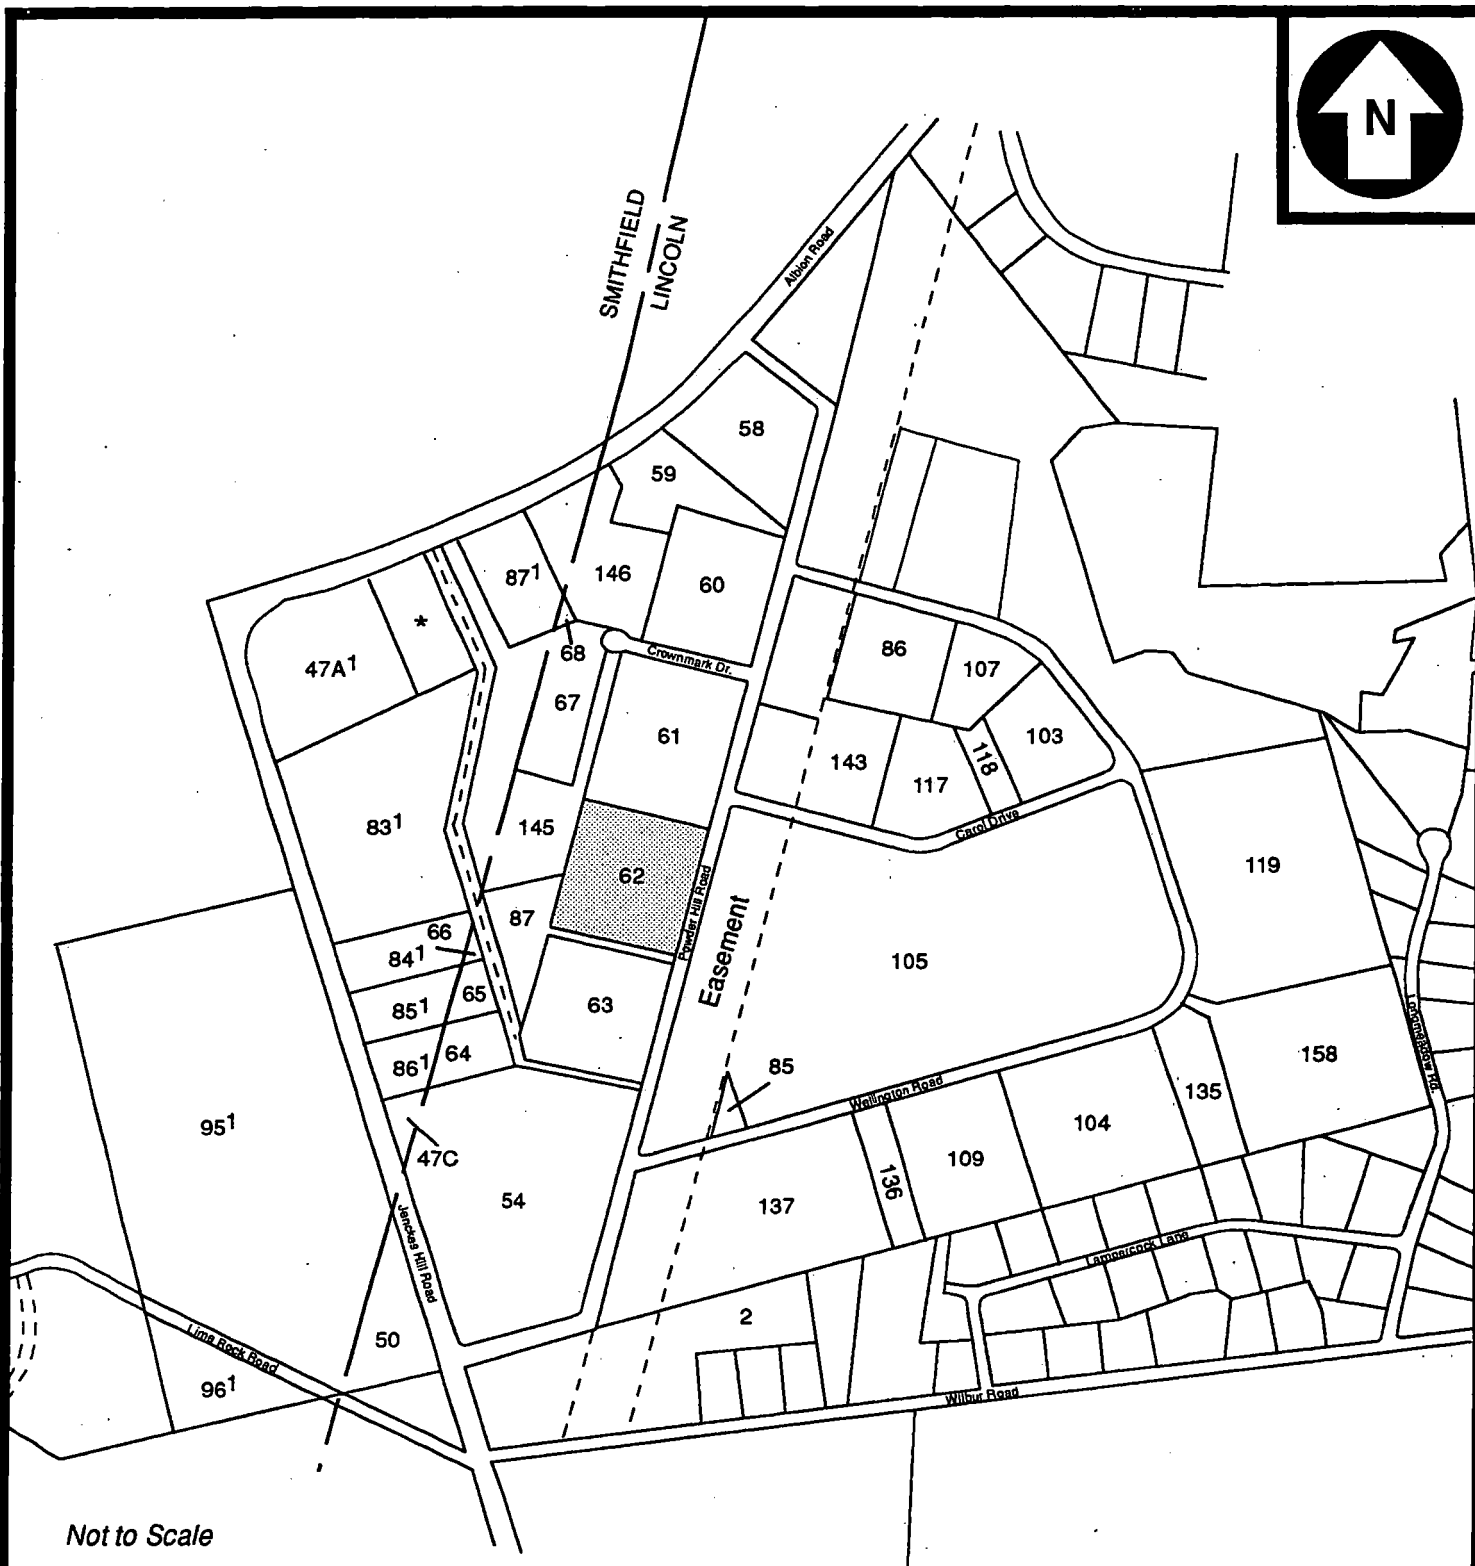 N
SMITHFIELD
LINCOLN
Albion Road
58
59
87¹
146
60
*
47A¹
68
Crownmark Dr.
86
107
67
61
103
143
118
117
83¹
145
Carol Drive
62
119
87
Powder Hill Road
66
84¹
Easement
105
65
85¹
63
Longmeadow Rd.
64
86¹
85
158
Wellington Road
135
95¹
104
47C
109
136
54
137
Jenckes Hill Road
Lamparcock Lane
2
50
Lime Rock Road
96¹
Wilbur Road
Not to Scale